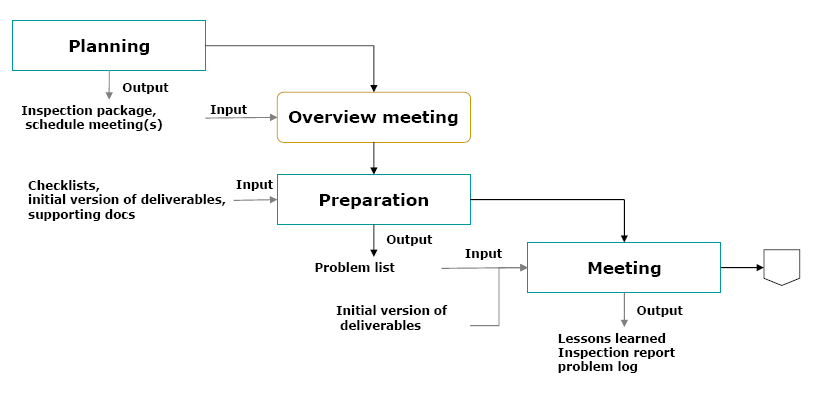 Planning
Output
Inspection package,
schedule meeting(s)
Input
Overview meeting
Checklists,
initial version of deliverables,
supporting docs
Input
Preparation
Output
Problem list
Input
Meeting
Initial version of
deliverables
Output
Lessons learned
Inspection report
problem log